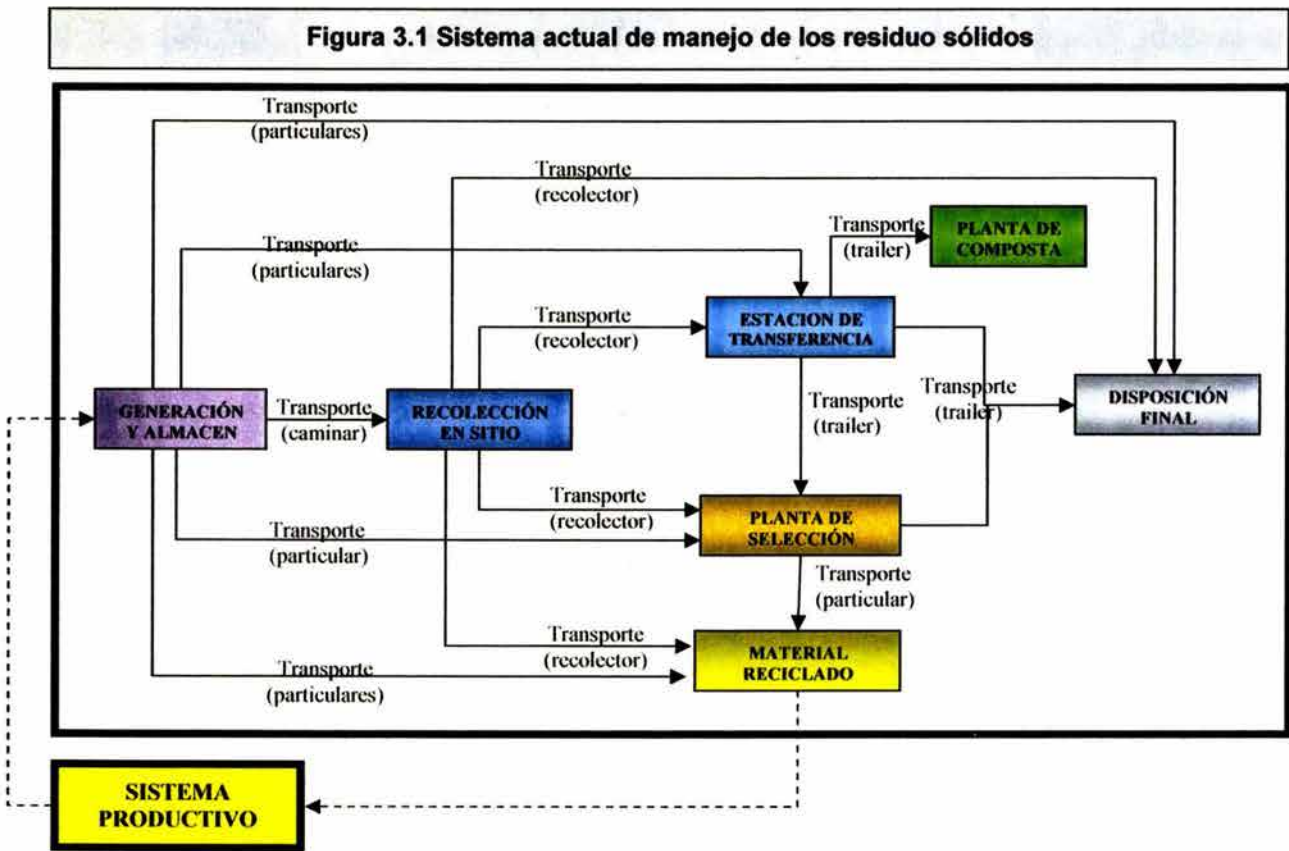 Figura 3.1 Sistema actual de manejo de los residuo sólidos
Transporte
(particulares)
Transporte
(recolector)
Transporte
(particulares)
Transporte
(trailer)
PLANTA DE
COMPOSTA
Transporte
(recolector)
ESTACION DE
TRANSFERENCIA
GENERACIÓN
Y ALMACEN
Transporte
(caminar)
RECOLECCIÓN
EN SITIO
Transporte
(trailer)
Transporte
(trailer)
DISPOSICIÓN
FINAL
Transporte
(recolector)
Transporte
(particular)
PLANTA DE
SELECCIÓN
Transporte
(particular)
Transporte
(recolector)
Transporte
(particulares)
MATERIAL
RECICLADO
SISTEMA
PRODUCTIVO